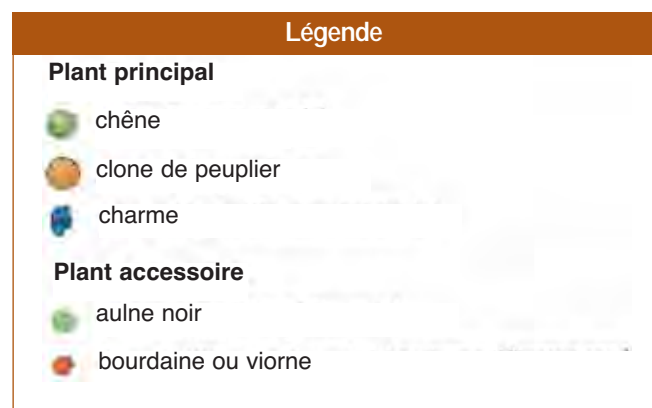 Légende
Plant principal
chêne
clone de peuplier
charme
Plant accessoire
aulne noir
bourdaine ou viorne